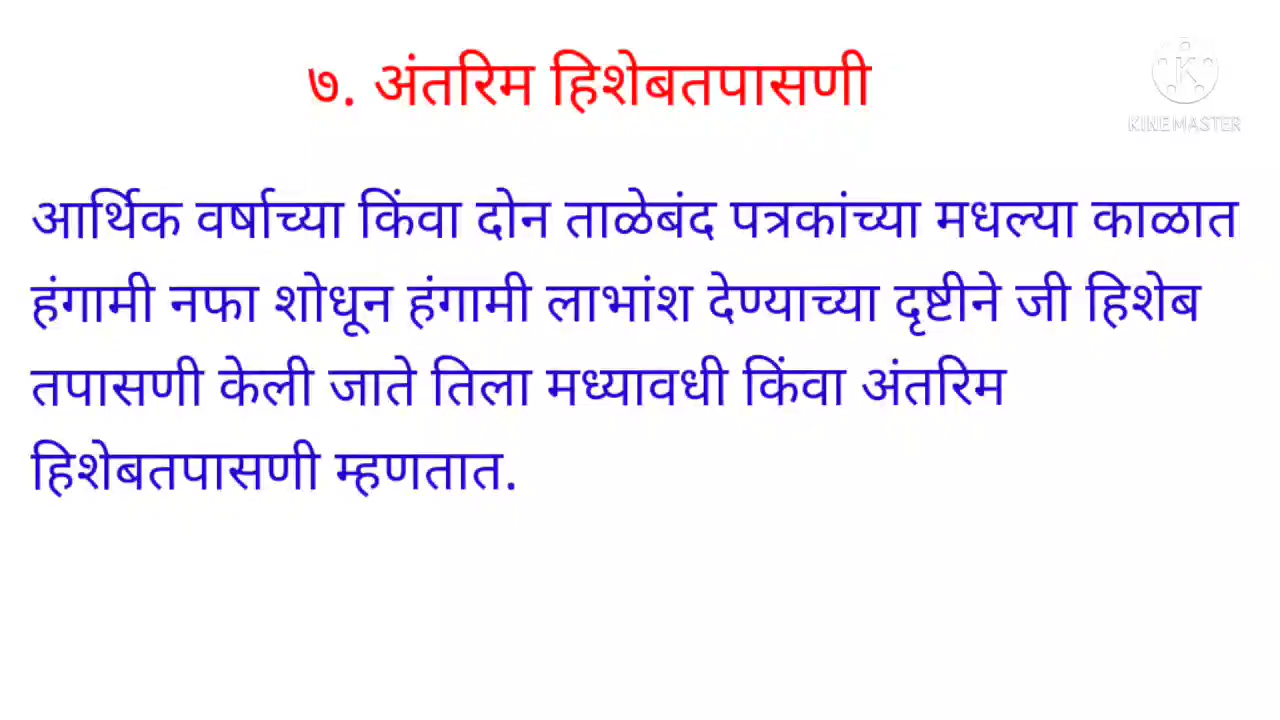 ७. अंतरिम हिशेबतपासणी
KINEMASTER
आर्थिक वर्षाच्या किंवा दोन ताळेबंद पत्रकांच्या मधल्या काळात
हंगामी नफा शोधून हंगामी लाभांश देण्याच्या दृष्टीने जी हिशेब
तपासणी केली जाते तिला मध्यावधी किंवा अंतरिम
हिशेबतपासणी म्हणतात.